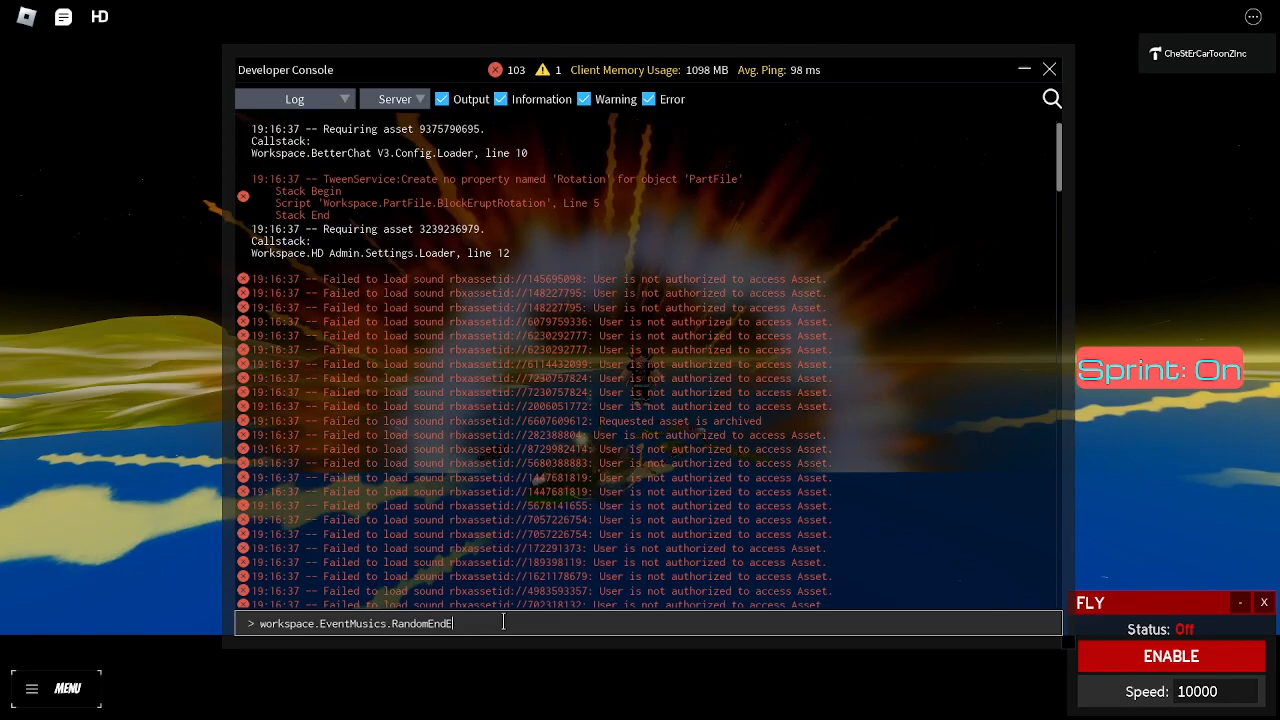 HD
CheStErCarToonZInc
Developer Console
103
1
Client Memory Usage: 1098 MB
Avg. Ping: 98 ms
Log
Server
Output
Information
Warning
Error
19:16:37 -- Requiring asset 9375790695.
Callstack:
Workspace.BetterChat V3.Config.Loader, line 10
19:16:37 -- TweenService:Create no property named 'Rotation' for object 'PartFile'
Stack Begin
Script 'Workspace.PartFile.BlockEruptRotation', Line 5
Stack End
19:16:37 -- Requiring asset 3239236979.
Callstack:
Workspace.HD Admin.Settings.Loader, line 12
19:16:37 -- Failed to load sound rbxassetid://145695098: User is not authorized to access Asset.
19:16:37 -- Failed to load sound rbxassetid://148227795: User is not authorized to access Asset.
19:16:37 -- Failed to load sound rbxassetid://148227795: User is not authorized to access Asset.
19:16:37 -- Failed to load sound rbxassetid://6079759336: User is not authorized to access Asset.
19:16:37 -- Failed to load sound rbxassetid://6230292777: User is not authorized to access Asset.
19:16:37 -- Failed to load sound rbxassetid://6230292777: User is not authorized to access Asset.
19:16:37 -- Failed to load sound rbxassetid://6114432099: User is not authorized to access Asset.
19:16:37 -- Failed to load sound rbxassetid://7230757824: User is not authorized to access Asset.
19:16:37 -- Failed to load sound rbxassetid://7230757824: User is not authorized to access Asset.
19:16:37 -- Failed to load sound rbxassetid://2006051772: User is not authorized to access Asset.
19:16:37 -- Failed to load sound rbxassetid://6607609612: Requested asset is archived
19:16:37 -- Failed to load sound rbxassetid://282388804: User is not authorized to access Asset.
19:16:37 -- Failed to load sound rbxassetid://8729982414: User is not authorized to access Asset.
19:16:37 -- Failed to load sound rbxassetid://5680388883: User is not authorized to access Asset.
19:16:37 -- Failed to load sound rbxassetid://1447681819: User is not authorized to access Asset.
19:16:37 -- Failed to load sound rbxassetid://1447681819: User is not authorized to access Asset.
19:16:37 -- Failed to load sound rbxassetid://5678141655: User is not authorized to access Asset.
19:16:37 -- Failed to load sound rbxassetid://7057226754: User is not authorized to access Asset.
19:16:37 -- Failed to load sound rbxassetid://7057226754: User is not authorized to access Asset.
19:16:37 -- Failed to load sound rbxassetid://172291373: User is not authorized to access Asset.
19:16:37 -- Failed to load sound rbxassetid://189398119: User is not authorized to access Asset.
19:16:37 -- Failed to load sound rbxassetid://1621178679: User is not authorized to access Asset.
19:16:37 -- Failed to load sound rbxassetid://4983593357: User is not authorized to access Asset.
19:16:37 -- Failed to load sound rbxassetid://702318132: User is not authorized to access Asset.
> workspace.EventMusics.RandomEndE
Sprint: On
FLY
-
X
Status: Off
ENABLE
Speed: 10000
MENU